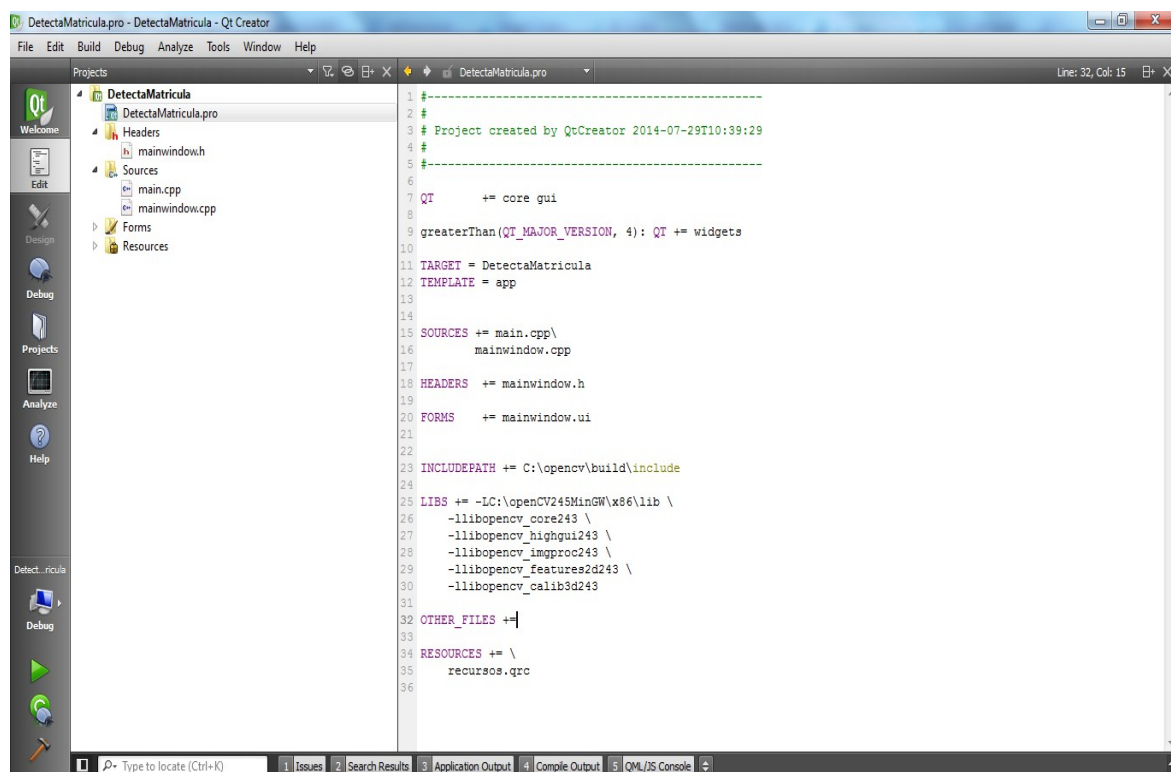 DetectaMatricula.pro - DetectaMatricula - Qt Creator
File Edit Build Debug Analyze Tools Window Help
Projects
DetectaMatricula.pro
Line: 32, Col: 15
Qt
Welcome
Edit
Design
Debug
Projects
Analyze
Help
Detect...ricula
Debug
DetectaMatricula
DetectaMatricula.pro
Headers
mainwindow.h
Sources
main.cpp
mainwindow.cpp
Forms
Resources
1 #-------------------------------------------------
2 #
3 # Project created by QtCreator 2014-07-29T10:39:29
4 #
5 #-------------------------------------------------
6
7 QT       += core gui
8
9 greaterThan(QT_MAJOR_VERSION, 4): QT += widgets
10
11 TARGET = DetectaMatricula
12 TEMPLATE = app
13
14
15 SOURCES += main.cpp\
16         mainwindow.cpp
17
18 HEADERS  += mainwindow.h
19
20 FORMS    += mainwindow.ui
21
22
23 INCLUDEPATH += C:\opencv\build\include
24
25 LIBS += -LC:\openCV245MinGW\x86\lib \
26     -llibopencv_core243 \
27     -llibopencv_highgui243 \
28     -llibopencv_imgproc243 \
29     -llibopencv_features2d243 \
30     -llibopencv_calib3d243
31
32 OTHER_FILES +=
33
34 RESOURCES += \
35     recursos.qrc
36
Type to locate (Ctrl+K)
1 Issues 2 Search Results 3 Application Output 4 Compile Output 5 QML/JS Console